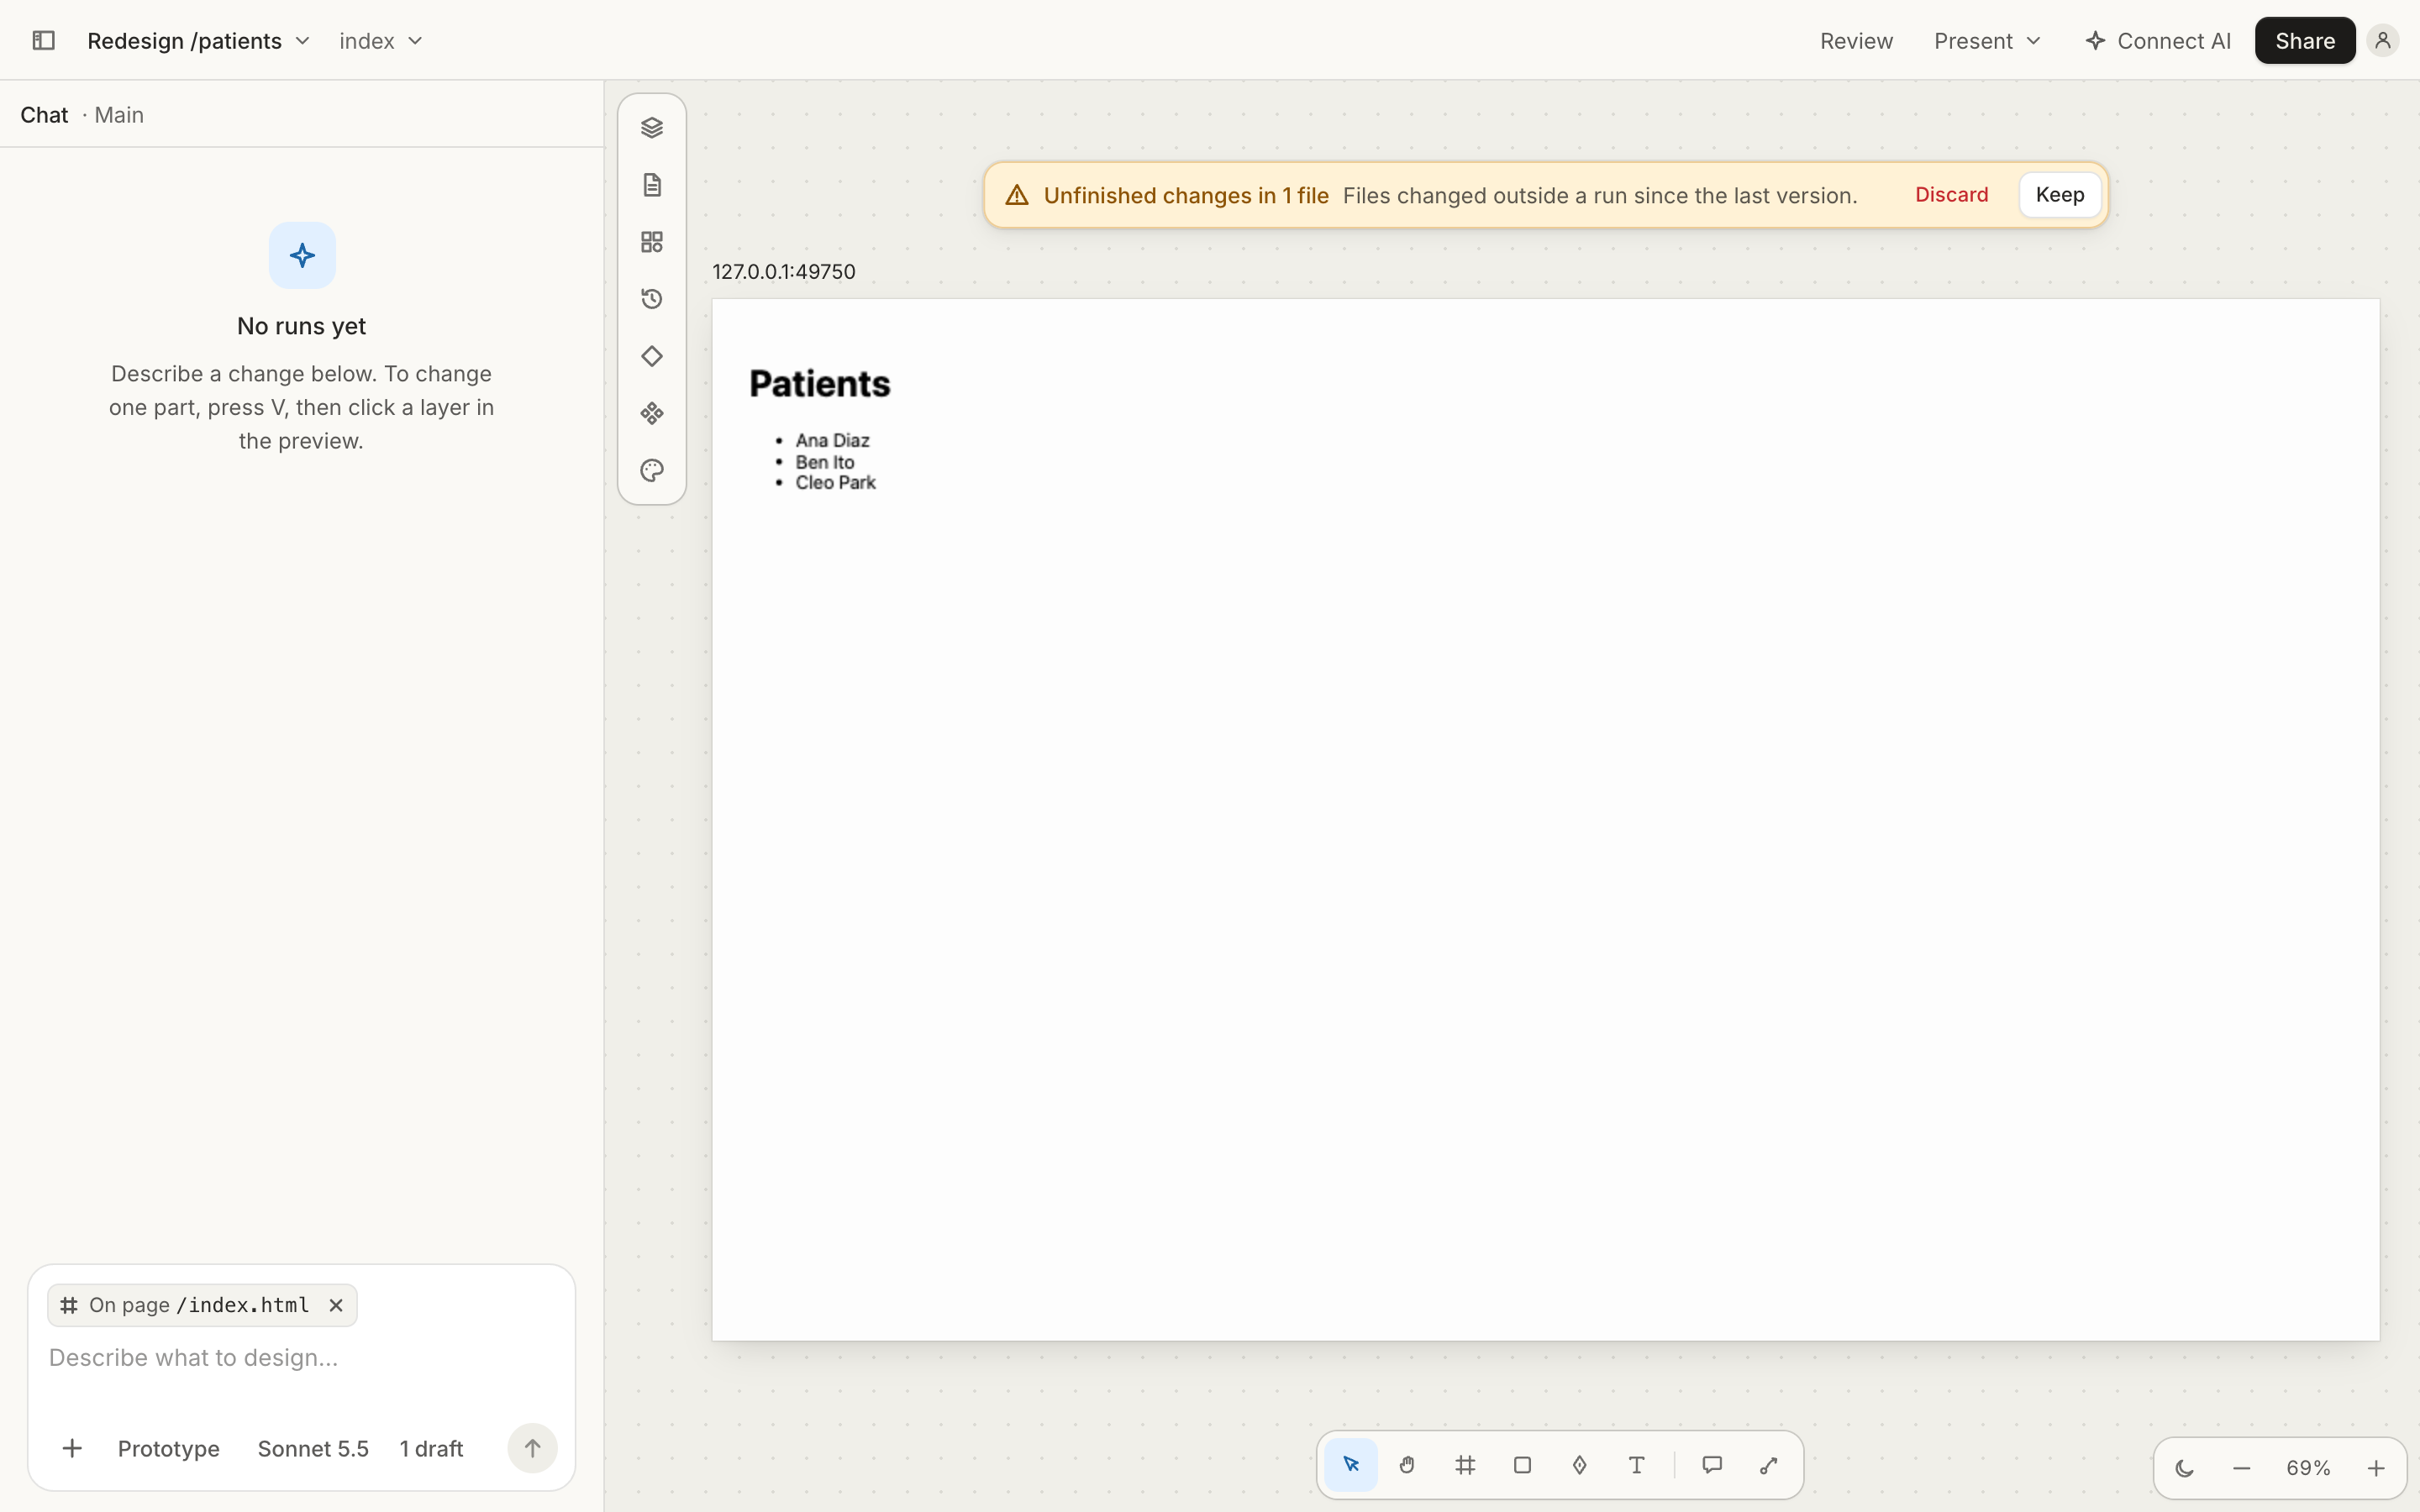 Redesign /patients
index
Review
Present
Connect AI
Share
Chat · Main
No runs yet
Describe a change below. To change
one part, press V, then click a layer in
the preview.
On page /index.html
Describe what to design...
Prototype
Sonnet 5.5
1 draft
Unfinished changes in 1 file Files changed outside a run since the last version.
Discard
Keep
127.0.0.1:49750
Patients
• Ana Diaz
• Ben Ito
• Cleo Park
69%